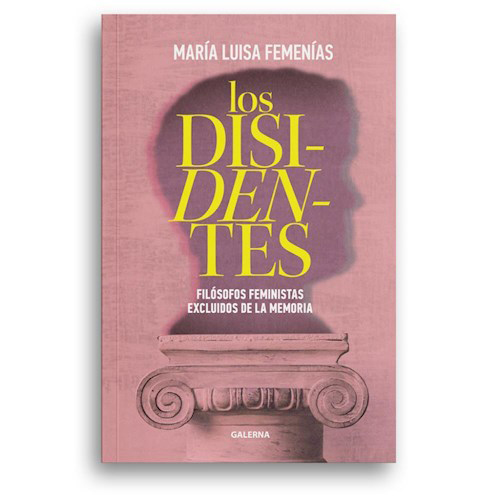 MARÍA LUISA FEMENÍAS
los
DISI-
DEN-
TES
FILÓSOFOS FEMINISTAS
EXCLUIDOS DE LA MEMORIA
GALERNA